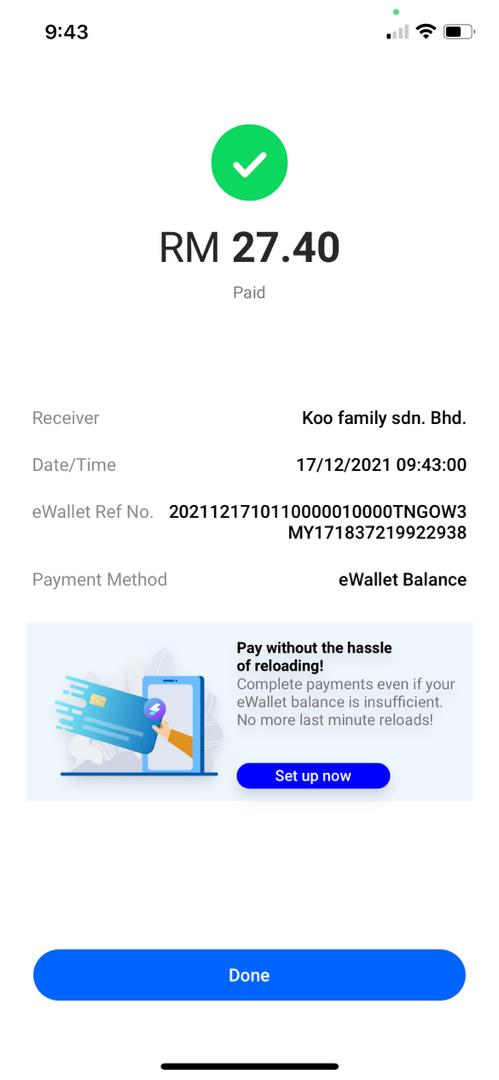 9:43
RM 27.40
Paid
Receiver Koo family sdn. Bhd.
Date/Time 17/12/2021 09:43:00
eWallet Ref No. 2021121710110000010000TNGOW3
MY171837219922938
Payment Method eWallet Balance
Pay without the hassle
of reloading!
Complete payments even if your
eWallet balance is insufficient.
No more last minute reloads!
Set up now
Done